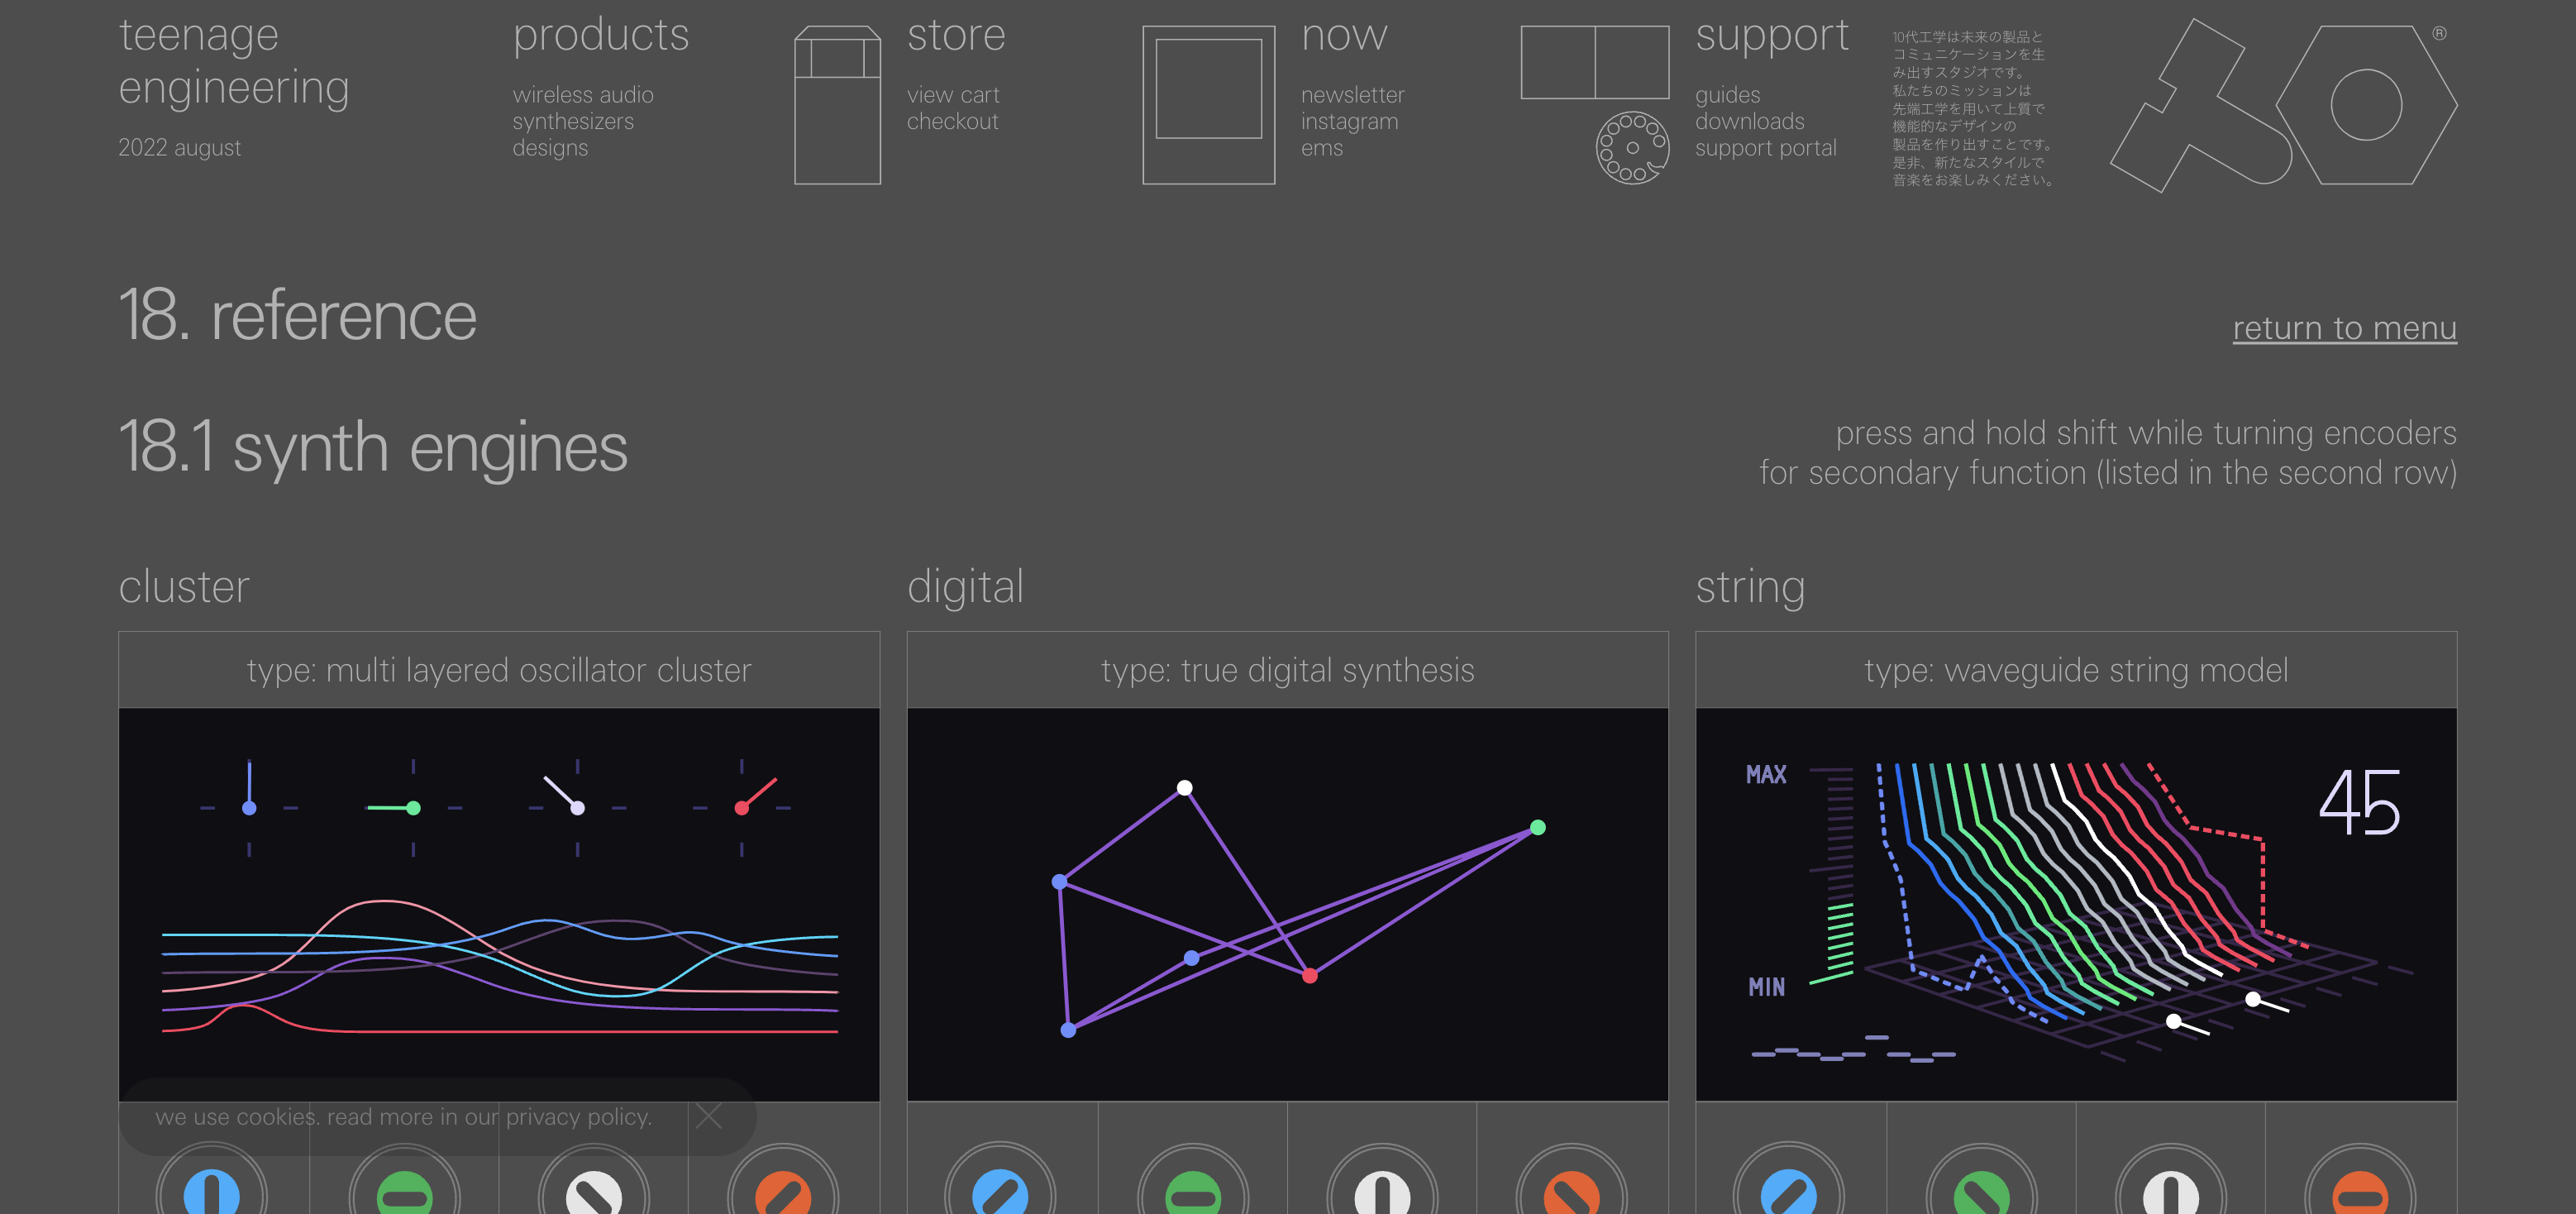 teenage
engineering
2022 august
products
wireless audio
synthesizers
designs
store
view cart
checkout
now
newsletter
instagram
ems
support
guides
downloads
support portal
10代工学は未来の製品と
コミュニケーションを生
み出すスタジオです。
私たちのミッションは
先端工学を用いて上質で
機能的なデザインの
製品を作り出すことです。
是非、新たなスタイルで
音楽をお楽しみください。
®
18. reference
return to menu
18.1 synth engines
press and hold shift while turning encoders
for secondary function (listed in the second row)
cluster
type: multi layered oscillator cluster
digital
type: true digital synthesis
string
type: waveguide string model
MAX
45
MIN
we use cookies. read more in our privacy policy.